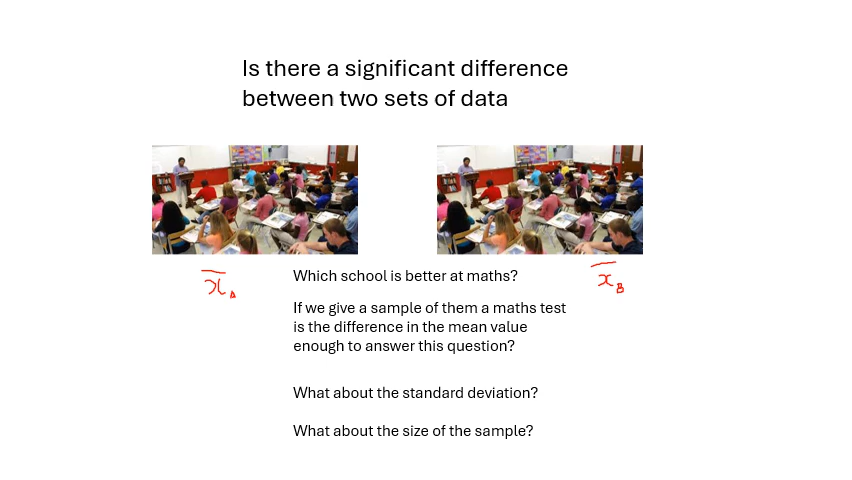 Is there a significant difference
between two sets of data
x̄ A
Which school is better at maths?
x̄ B
If we give a sample of them a maths test
is the difference in the mean value
enough to answer this question?
What about the standard deviation?
What about the size of the sample?